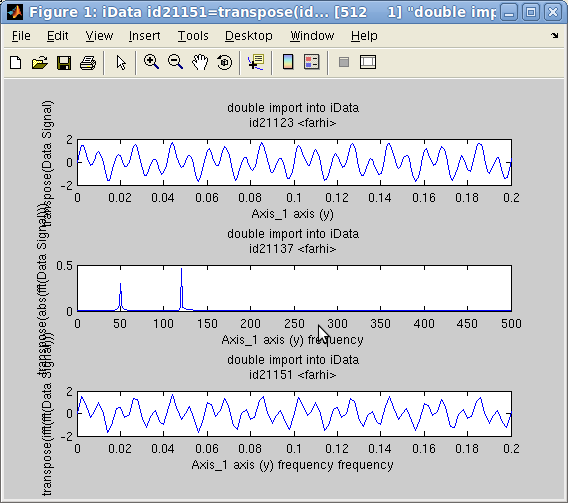 Figure 1: iData id21151=transpose(id... [512 1] "double imp
File Edit View Insert Tools Desktop Window Help
double import into iData
id21123 <farhi>
transpose(Data Signal)
2
0
-2
0 0.02 0.04 0.06 0.08 0.1 0.12 0.14 0.16 0.18 0.2
Axis_1 axis (y)
double import into iData
id21137 <farhi>
transpose(abs(fft(Data Signal)))
0.5
0
0 50 100 150 200 250 300 350 400 450 500
Axis_1 axis (y) frequency
double import into iData
id21151 <farhi>
transpose(ifft(fft(Data Signal)))
2
0
-2
0 0.02 0.04 0.06 0.08 0.1 0.12 0.14 0.16 0.18 0.2
Axis_1 axis (y) frequency frequency